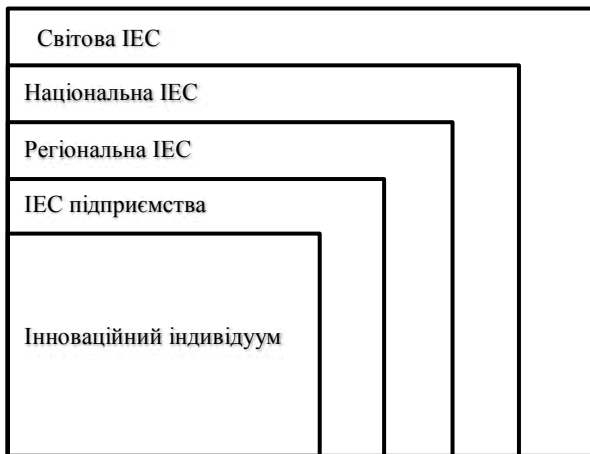 Світова ІЕС
Національна ІЕС
Регіональна ІЕС
ІЕС підприємства
Інноваційний індивідуум